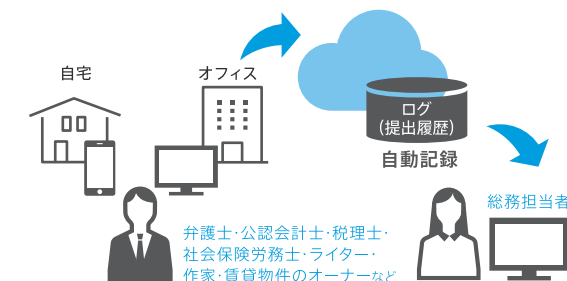 自宅
オフィス
ログ
(提出履歴)
自動記録
総務担当者
弁護士・公認会計士・税理士・
社会保険労務士・ライター・
作家・賃貸物件のオーナーなど